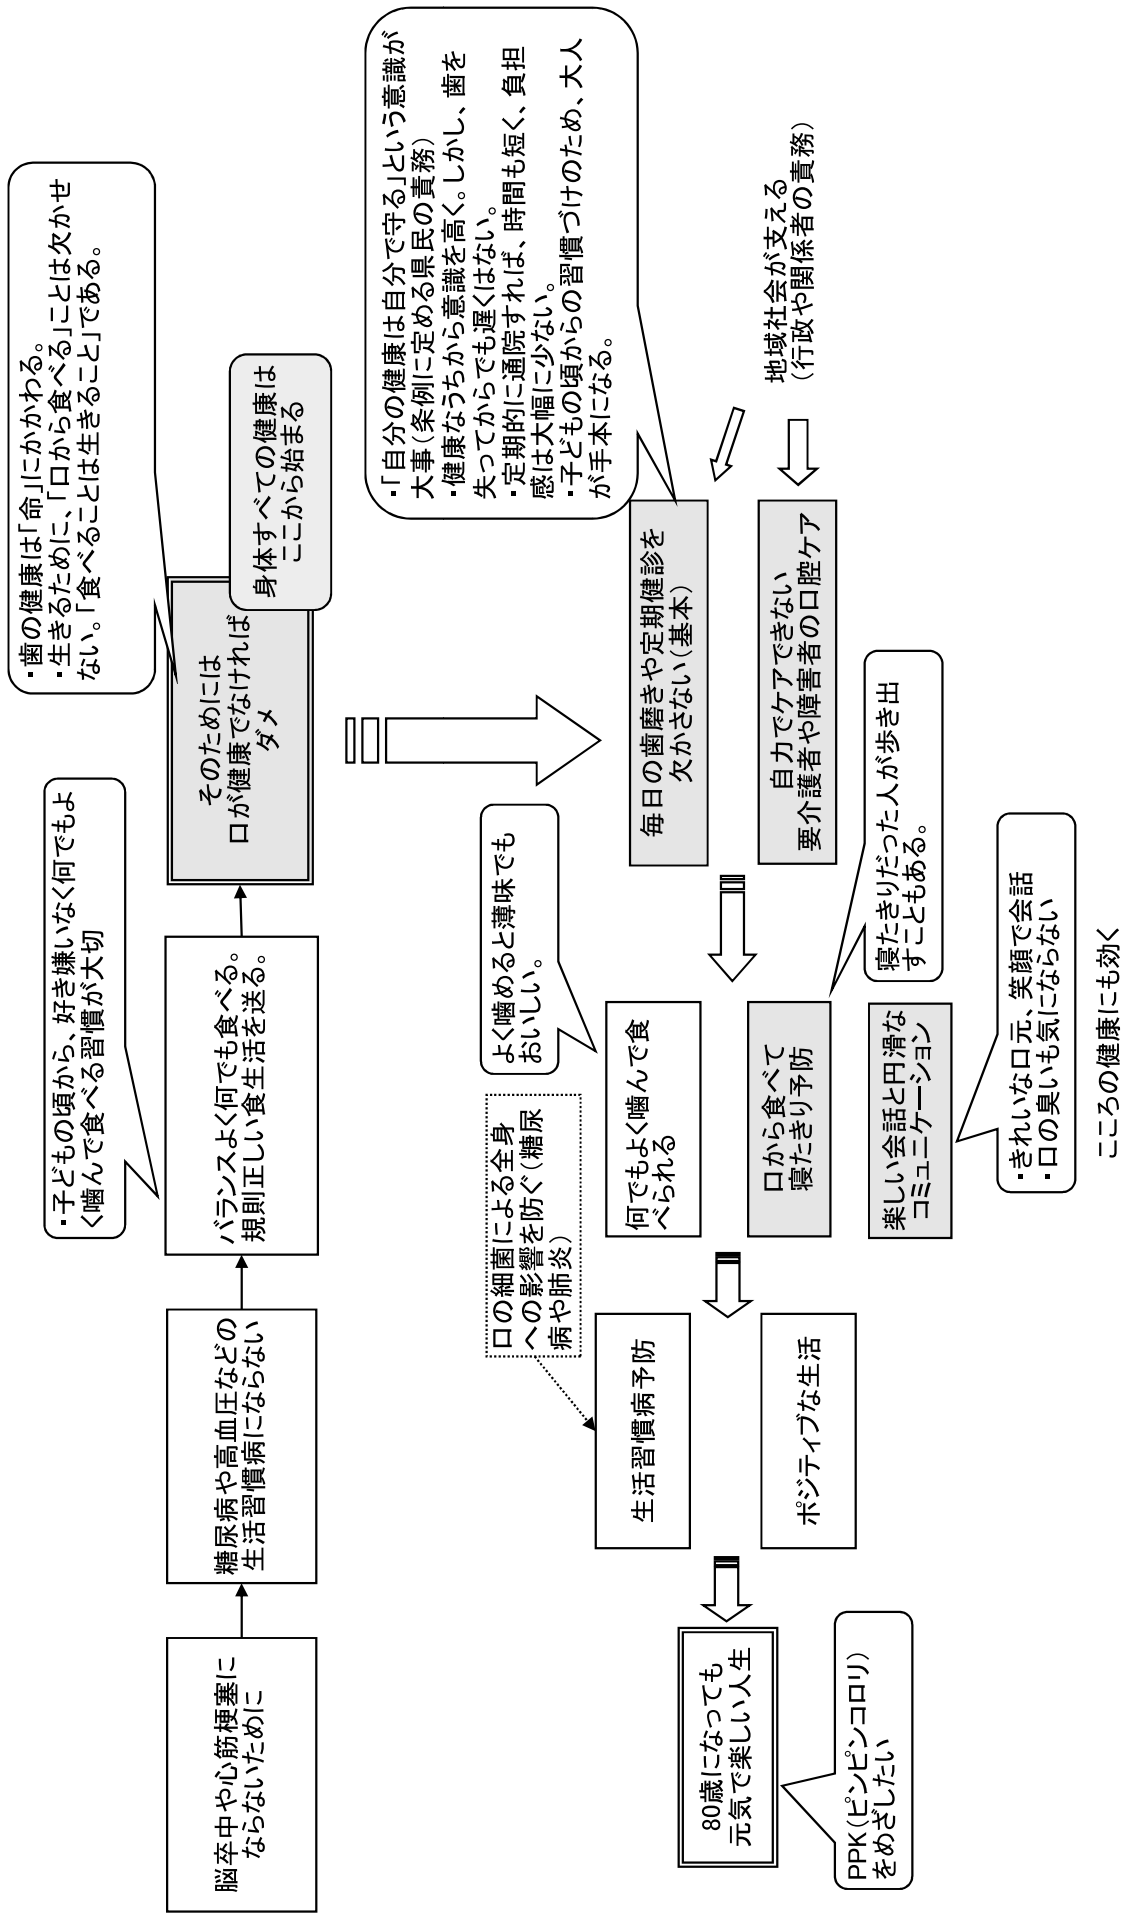 ・歯の健康は「命」にかかわる。
・生きるために、「口から食べる」ことは欠かせ
ない。「食べることは生きること」である。
・子どもの頃から、好き嫌いなく何でもよ
く噛んで食べる習慣が大切
脳卒中や心筋梗塞に
ならないために
糖尿病や高血圧などの
生活習慣病にならない
バランスよく何でも食べる。
規則正しい食生活を送る。
そのためには
口が健康でなければ
ダメ
身体すべての健康は
ここから始まる
・「自分の健康は自分で守る」という意識が
大事（条例に定める県民の責務）
・健康なうちから意識を高く。しかし、歯を
失ってからでも遅くはない。
・定期的に通院すれば、時間も短く、負担
感は大幅に少ない。
・子どもの頃からの習慣づけのため、大人
が手本になる。
口の細菌による全身
への影響を防ぐ（糖尿
病や肺炎）
よく噛めると薄味でも
おいしい。
80歳になっても
元気で楽しい人生
生活習慣病予防
ポジティブな生活
何でもよく噛んで食
べられる
口から食べて
寝たきり予防
楽しい会話と円滑な
コミュニケーション
毎日の歯磨きや定期健診を
欠かさない（基本）
自力でケアできない
要介護者や障害者の口腔ケア
地域社会が支える
（行政や関係者の責務）
PPK（ピンピンコロリ）
をめざしたい
寝たきりだった人が歩き出
すこともある。
・きれいな口元、笑顔で会話
・口の臭いも気にならない
こころの健康にも効く